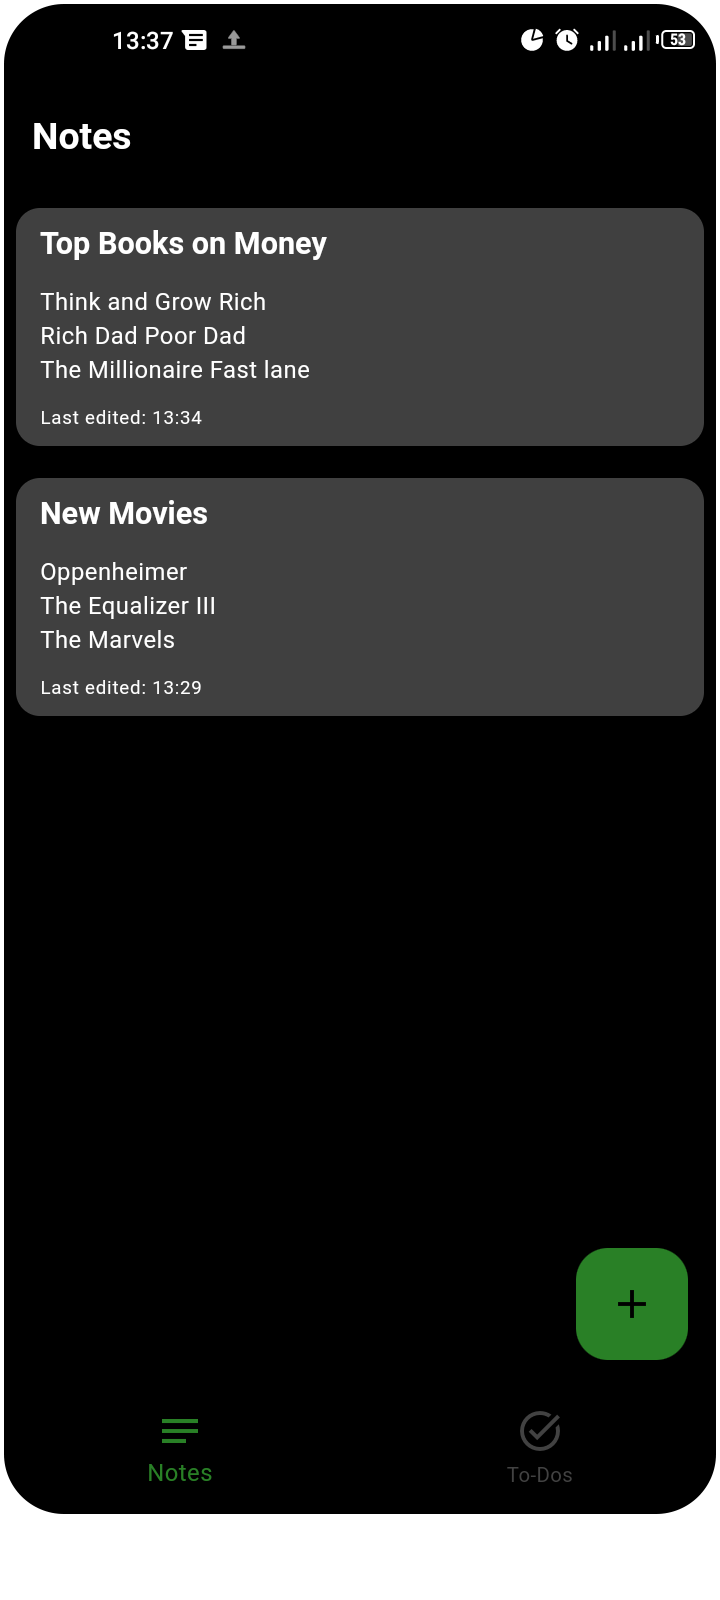 13:37
53
Notes
Top Books on Money
Think and Grow Rich
Rich Dad Poor Dad
The Millionaire Fast lane
Last edited: 13:34
New Movies
Oppenheimer
The Equalizer III
The Marvels
Last edited: 13:29
Notes
To-Dos